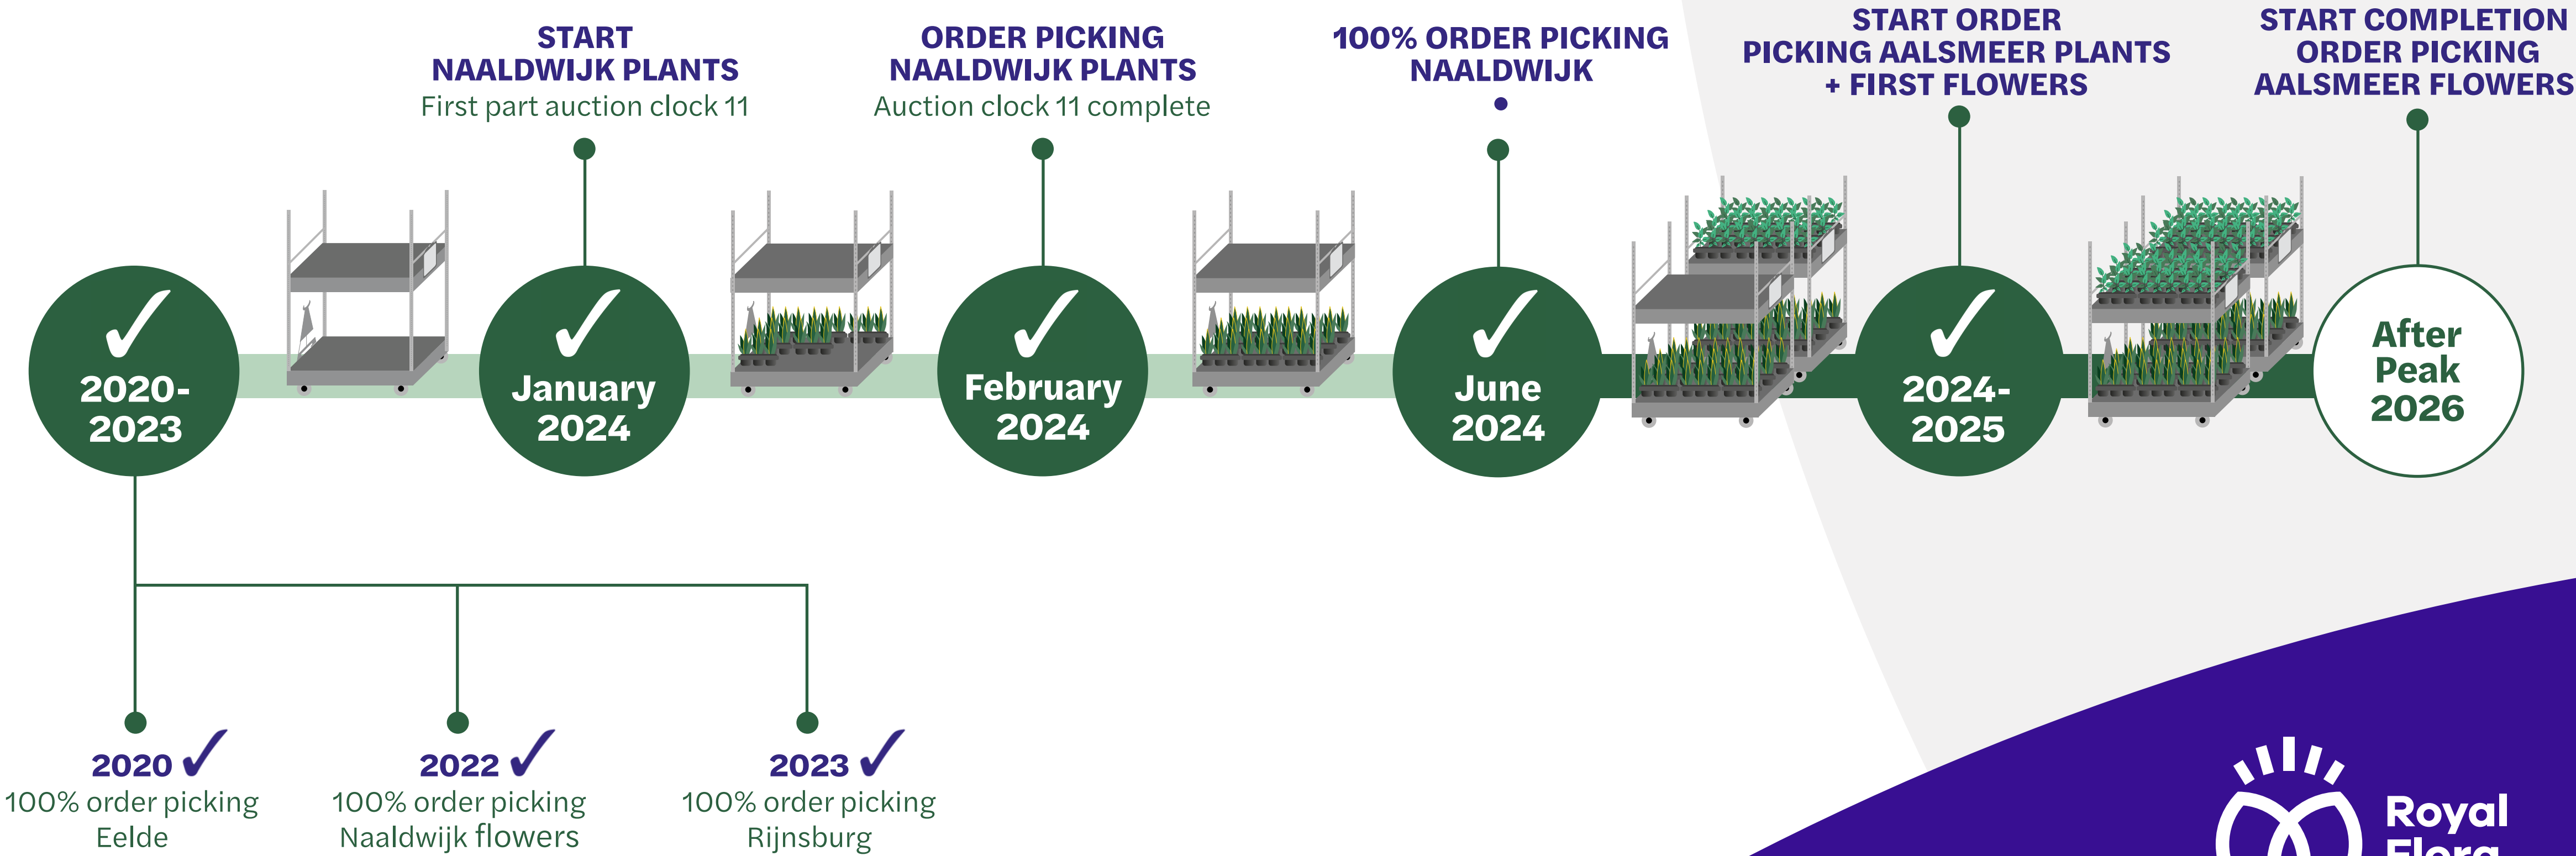 START
NAALDWIJK PLANTS
First part auction clock 11
ORDER PICKING
NAALDWIJK PLANTS
Auction clock 11 complete
100% ORDER PICKING
NAALDWIJK
START ORDER
PICKING AALSMEER PLANTS
+ FIRST FLOWERS
START COMPLETION
ORDER PICKING
AALSMEER FLOWERS
2020-
2023
January
2024
February
2024
June
2024
2024-
2025
After
Peak
2026
2020
100% order picking
Eelde
2022
100% order picking
Naaldwijk flowers
2023
100% order picking
Rijnsburg
Royal
Flora